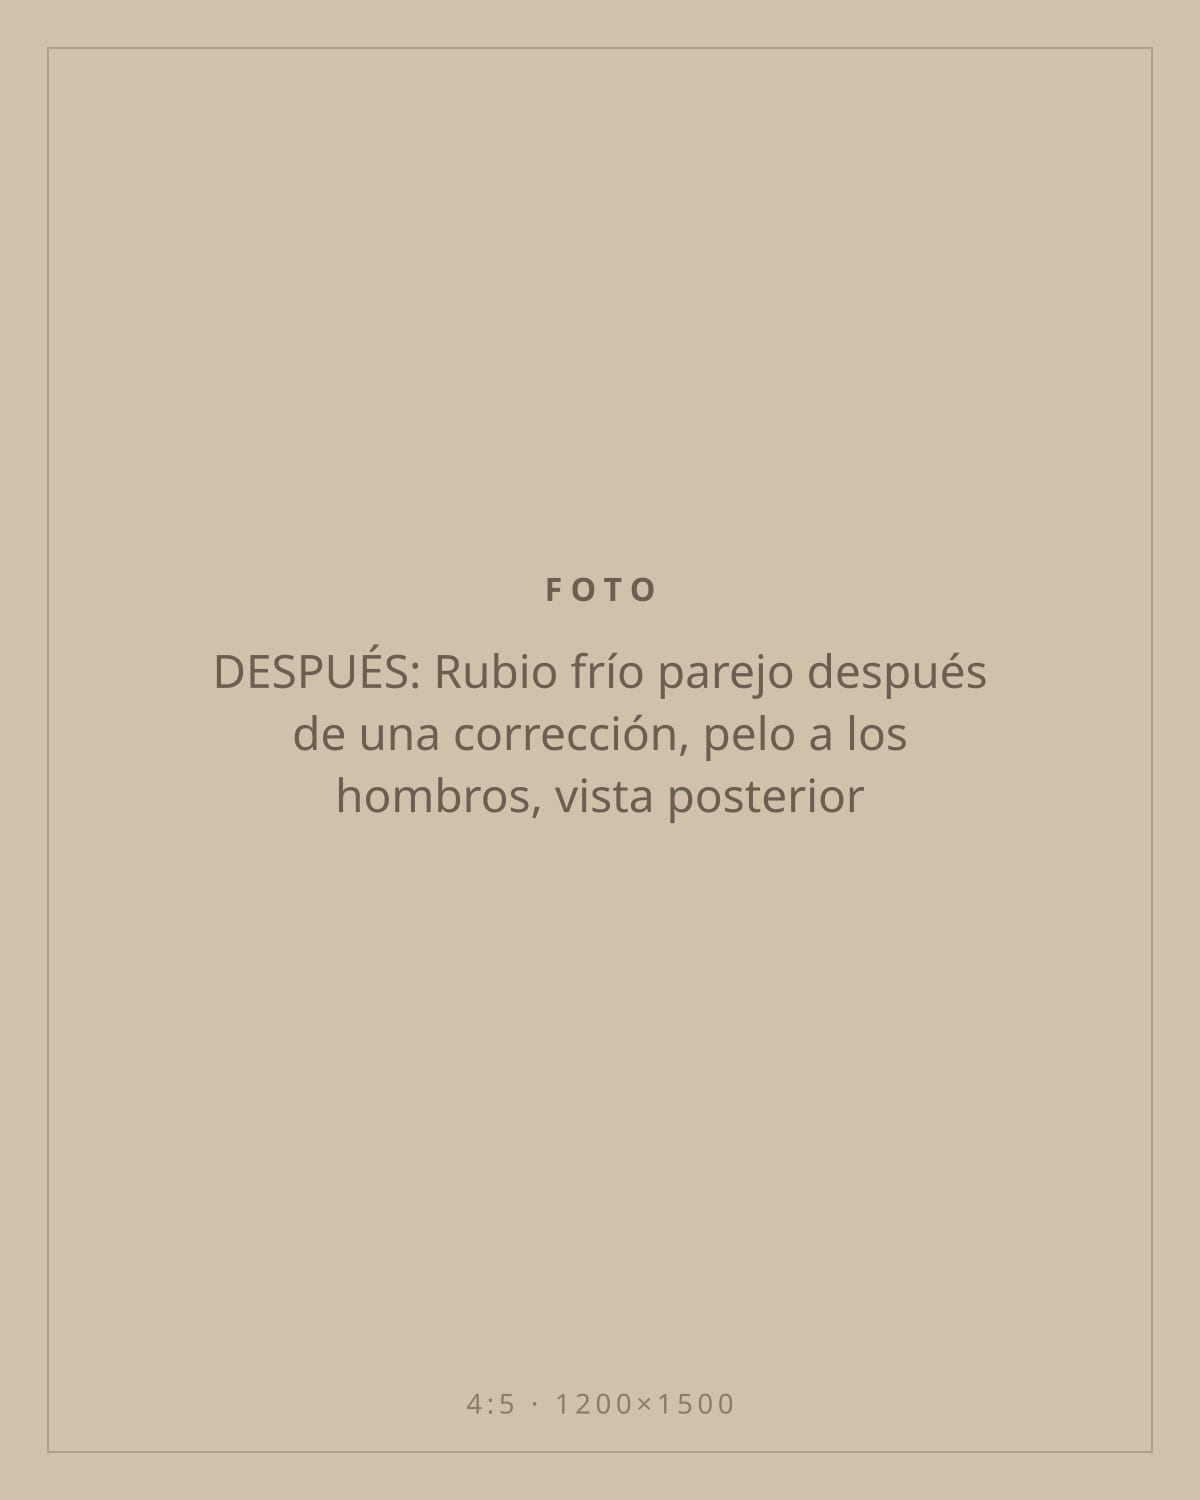 FOTO
DESPUÉS: Rubio frío parejo después
de una corrección, pelo a los
hombros, vista posterior
4:5 · 1200×1500